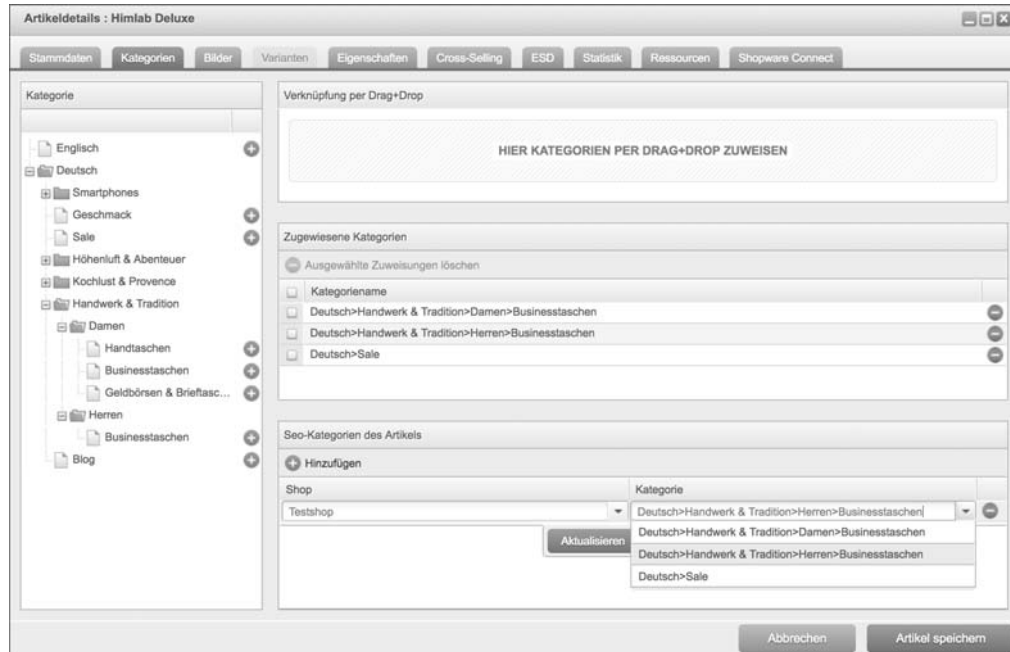 Artikeldetails : Himlab Deluxe
Stammdaten Kategorien Bilder Varianten Eigenschaften Cross-Selling ESD Statistik Ressourcen Shopware Connect
Kategorie
Englisch
Deutsch
Smartphones
Geschmack
Sale
Höhenluft & Abenteuer
Kochlust & Provence
Handwerk & Tradition
Damen
Handtaschen
Businesstaschen
Geldbörsen & Brieftasc...
Herren
Businesstaschen
Blog
Verknüpfung per Drag+Drop
HIER KATEGORIEN PER DRAG+DROP ZUWEISEN
Zugewiesene Kategorien
Ausgewählte Zuweisungen löschen
Kategoriename
Deutsch>Handwerk & Tradition>Damen>Businesstaschen
Deutsch>Handwerk & Tradition>Herren>Businesstaschen
Deutsch>Sale
Seo-Kategorien des Artikels
Hinzufügen
Shop Kategorie
Testshop Deutsch>Handwerk & Tradition>Herren>Businesstaschen
Aktualisieren
Deutsch>Handwerk & Tradition>Damen>Businesstaschen
Deutsch>Handwerk & Tradition>Herren>Businesstaschen
Deutsch>Sale
Abbrechen Artikel speichern